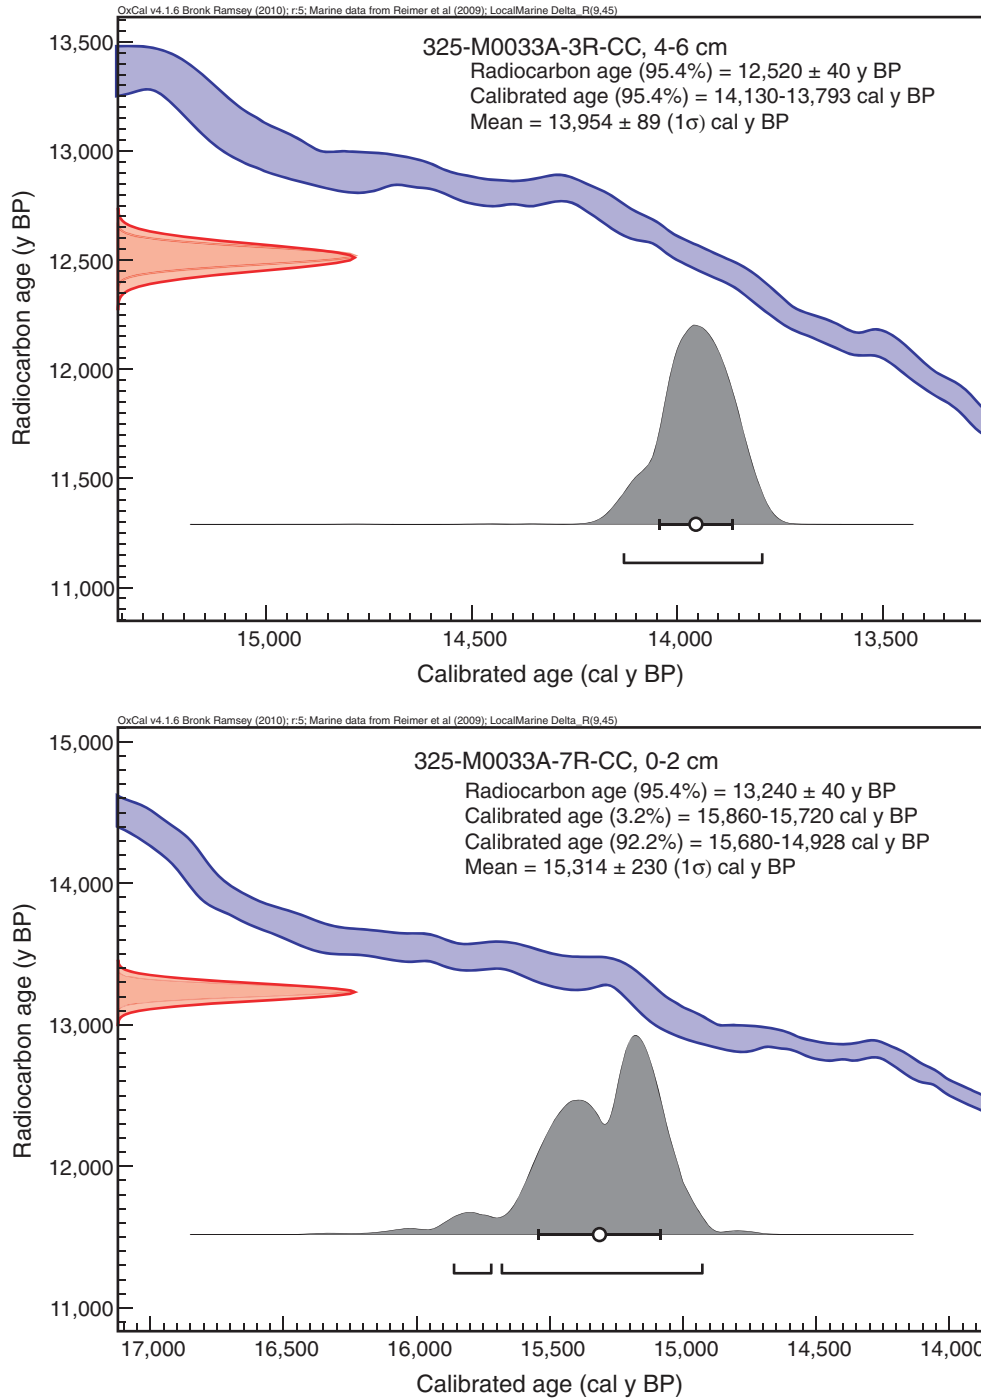 OxCal v4.1.6 Bronk Ramsey (2010); r:5; Marine data from Reimer et al (2009); LocalMarine Delta_R(9,45)
325-M0033A-3R-CC, 4-6 cm
Radiocarbon age (95.4%) = 12,520 ± 40 y BP
Calibrated age (95.4%) = 14,130-13,793 cal y BP
Mean = 13,954 ± 89 (1σ) cal y BP
Radiocarbon age (y BP)
13,500
13,000
12,500
12,000
11,500
11,000
15,000 14,500 14,000 13,500
Calibrated age (cal y BP)
OxCal v4.1.6 Bronk Ramsey (2010); r:5; Marine data from Reimer et al (2009); LocalMarine Delta_R(9,45)
325-M0033A-7R-CC, 0-2 cm
Radiocarbon age (95.4%) = 13,240 ± 40 y BP
Calibrated age (3.2%) = 15,860-15,720 cal y BP
Calibrated age (92.2%) = 15,680-14,928 cal y BP
Mean = 15,314 ± 230 (1σ) cal y BP
Radiocarbon age (y BP)
15,000
14,000
13,000
12,000
11,000
17,000 16,500 16,000 15,500 15,000 14,500 14,000
Calibrated age (cal y BP)